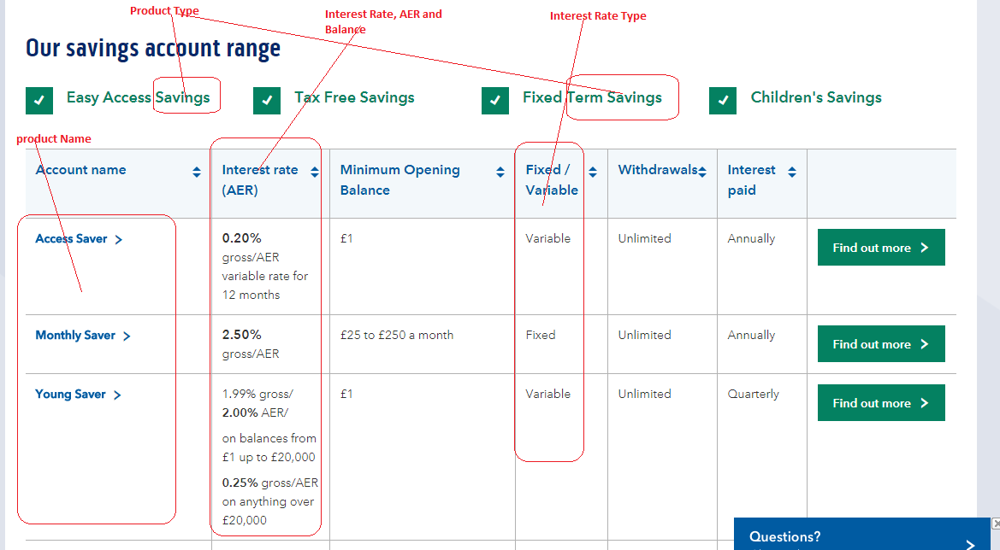 Product Type
Interest Rate, AER and
Balance
Interest Rate Type
Our savings account range
Easy Access Savings
Tax Free Savings
Fixed Term Savings
Children's Savings
product Name
Account name
Interest rate
(AER)
Minimum Opening
Balance
Fixed /
Variable
Withdrawals
Interest
paid
Access Saver
0.20%
gross/AER
variable rate for
12 months
£1
Variable
Unlimited
Annually
Find out more
Monthly Saver
2.50%
gross/AER
£25 to £250 a month
Fixed
Unlimited
Annually
Find out more
Young Saver
1.99% gross/
2.00% AER/
on balances from
£1 up to £20,000
0.25% gross/AER
on anything over
£20,000
£1
Variable
Unlimited
Quarterly
Find out more
Questions?